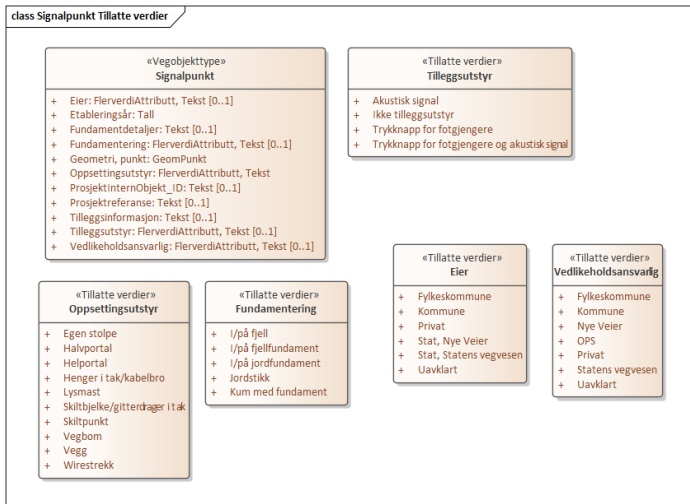 class Signalpunkt Tillatte verdier
«Vegobjekttype»
Signalpunkt
+ Eier: FlerverdiAttributt, Tekst [0..1]
+ Etableringsår: Tall
+ Fundamentdetaljer: Tekst [0..1]
+ Fundamentering: FlerverdiAttributt, Tekst [0..1]
+ Geometri, punkt: GeomPunkt
+ Oppsettingsutstyr: FlerverdiAttributt, Tekst
+ ProsjektInternObjekt_ID: Tekst [0..1]
+ Prosjektreferanse: Tekst [0..1]
+ Tilleggsinformasjon: Tekst [0..1]
+ Tilleggsutstyr: FlerverdiAttributt, Tekst [0..1]
+ Vedlikeholdsansvarlig: FlerverdiAttributt, Tekst [0..1]
«Tillatte verdier»
Tilleggsutstyr
+ Akustisk signal
+ Ikke tilleggsutstyr
+ Trykknapp for fotgjengere
+ Trykknapp for fotgjengere og akustisk signal
«Tillatte verdier»
Oppsettingsutstyr
+ Egen stolpe
+ Halvportal
+ Helportal
+ Henger i tak/kabelbro
+ Lysmast
+ Skiltbjelke/gitterdrager i tak
+ Skiltpunkt
+ Vegbom
+ Vegg
+ Wirestrekk
«Tillatte verdier»
Fundamentering
+ I/på fjell
+ I/på fjellfundament
+ I/på jordfundament
+ Jordstikk
+ Kum med fundament
«Tillatte verdier»
Eier
+ Fylkeskommune
+ Kommune
+ Privat
+ Stat, Nye Veier
+ Stat, Statens vegvesen
+ Uavklart
«Tillatte verdier»
Vedlikeholdsansvarlig
+ Fylkeskommune
+ Kommune
+ Nye Veier
+ OPS
+ Privat
+ Statens vegvesen
+ Uavklart